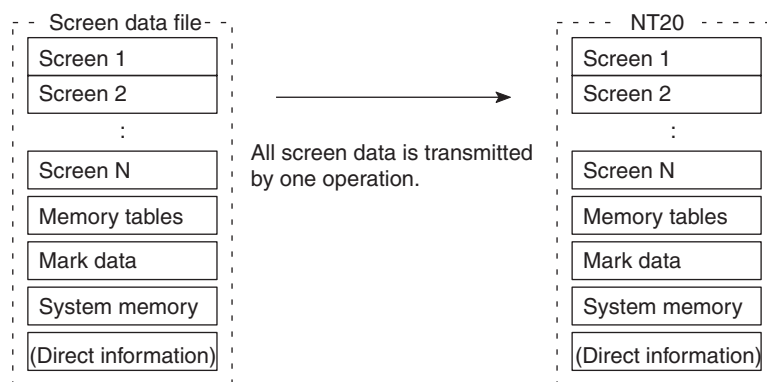 Screen data file
Screen 1
Screen 2
:
Screen N
Memory tables
Mark data
System memory
(Direct information)
All screen data is transmitted
by one operation.
NT20
Screen 1
Screen 2
:
Screen N
Memory tables
Mark data
System memory
(Direct information)